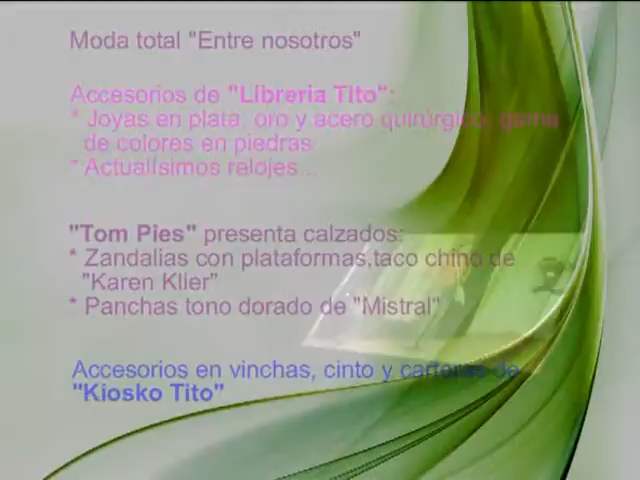 Moda total "Entre nosotros"
Accesorios de "Libreria Tito":
* Joyas en plata, oro y acero quirúrgico, gama
de colores en piedras
* Actualísimos relojes...
"Tom Pies" presenta calzados:
* Zandalias con plataformas,taco chino de
"Karen Klier"
* Panchas tono dorado de "Mistral"
Accesorios en vinchas, cinto y carteras de
"Kiosko Tito"